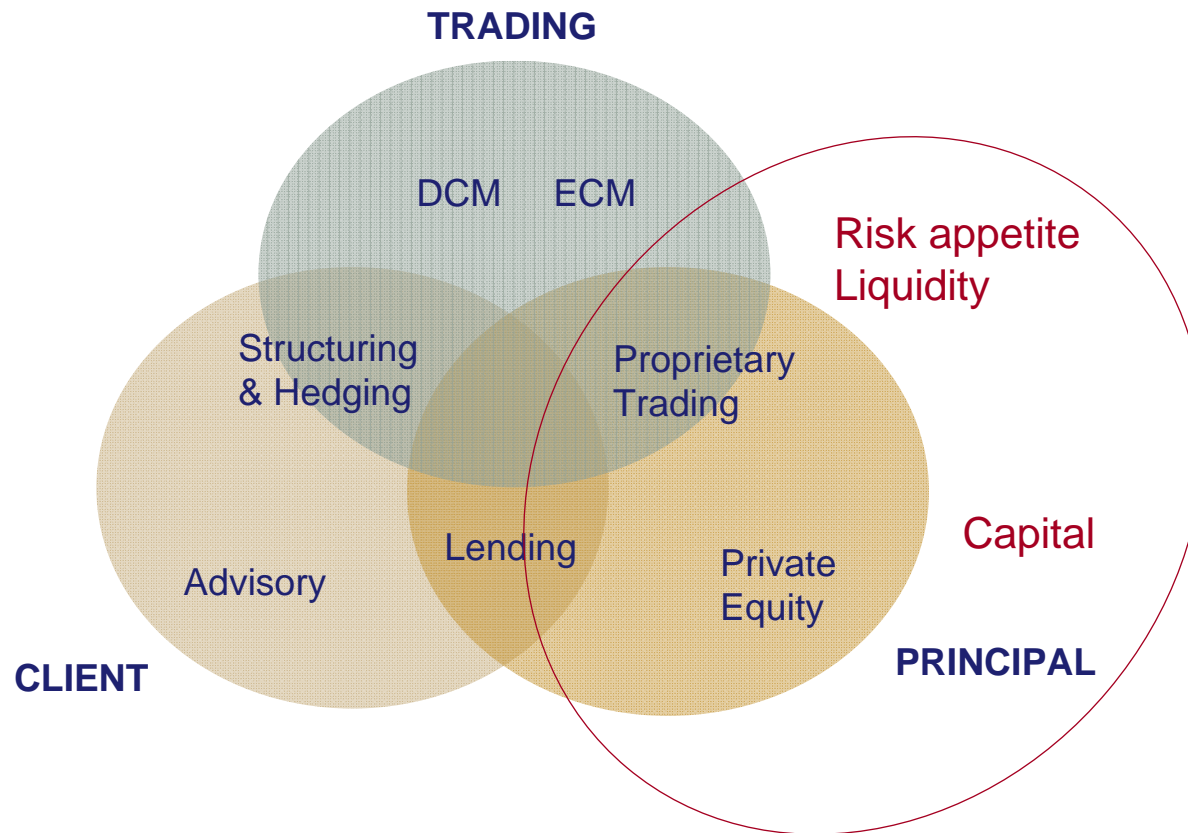 TRADING
DCM ECM
Risk appetite
Liquidity
Structuring
& Hedging
Proprietary
Trading
Capital
Lending
Private
Equity
Advisory
PRINCIPAL
CLIENT